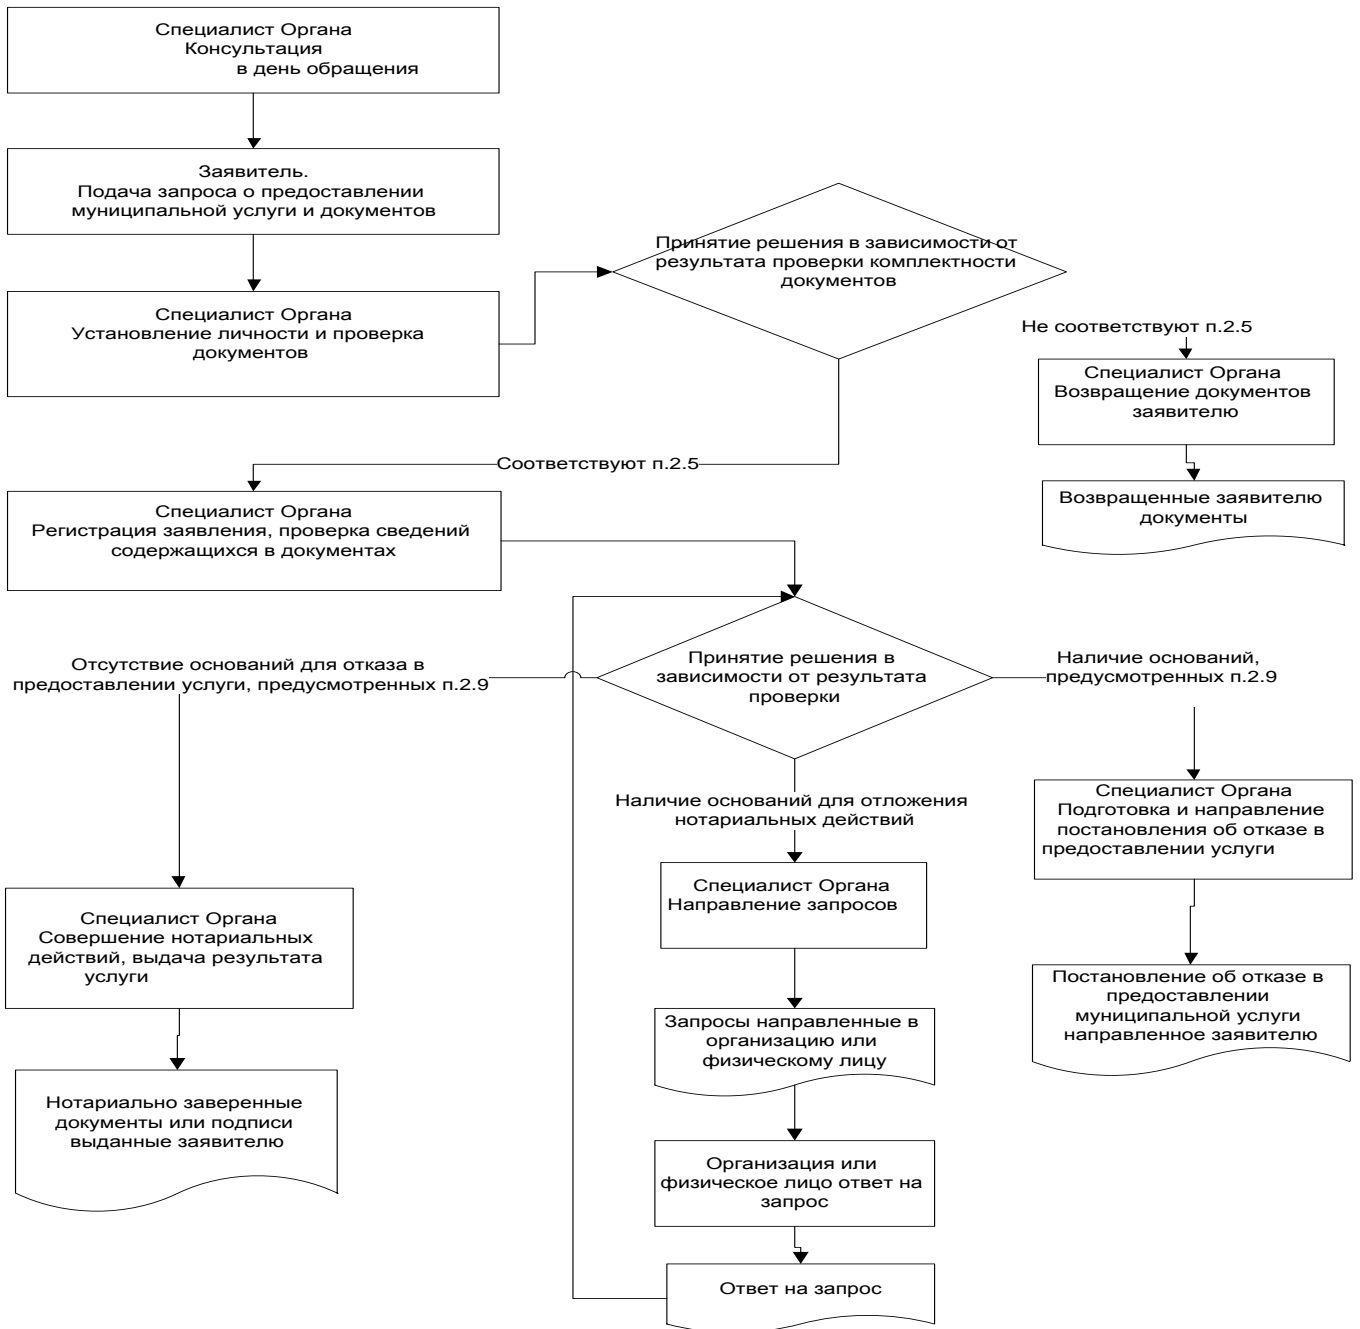 Специалист Органа
Консультация
в день обращения
Заявитель.
Подача запроса о предоставлении
муниципальной услуги и документов
Специалист Органа
Установление личности и проверка
документов
Принятие решения в зависимости от
результата проверки комплектности
документов
Не соответствуют п.2.5
Специалист Органа
Возвращение документов
заявителю
Возвращенные заявителю
документы
Соответствуют п.2.5
Специалист Органа
Регистрация заявления, проверка сведений
содержащихся в документах
Принятие решения в
зависимости от результата
проверки
Отсутствие оснований для отказа в
предоставлении услуги, предусмотренных п.2.9
Наличие оснований,
предусмотренных п.2.9
Наличие оснований для отложения
нотариальных действий
Специалист Органа
Подготовка и направление
постановления об отказе в
предоставлении услуги
Специалист Органа
Направление запросов
Специалист Органа
Совершение нотариальных
действий, выдача результата
услуги
Постановление об отказе в
предоставлении
муниципальной услуги
направленное заявителю
Запросы направленные в
организацию или
физическому лицу
Нотариально заверенные
документы или подписи
выданные заявителю
Организация или
физическое лицо ответ на
запрос
Ответ на запрос